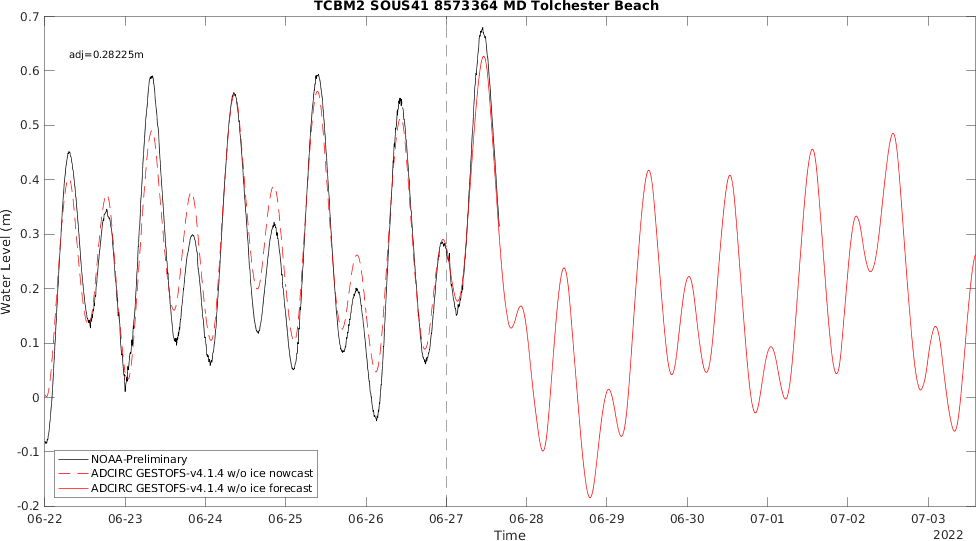 TCBM2 SOUS41 8573364 MD Tolchester Beach
adj=0.28225m
Water Level (m)
0.7
0.6
0.5
0.4
0.3
0.2
0.1
0
-0.1
-0.2
NOAA-Preliminary
ADCIRC GESTOFS-v4.1.4 w/o ice nowcast
ADCIRC GESTOFS-v4.1.4 w/o ice forecast
06-22 06-23 06-24 06-25 06-26 06-27 06-28 06-29 06-30 07-01 07-02 07-03
Time
2022